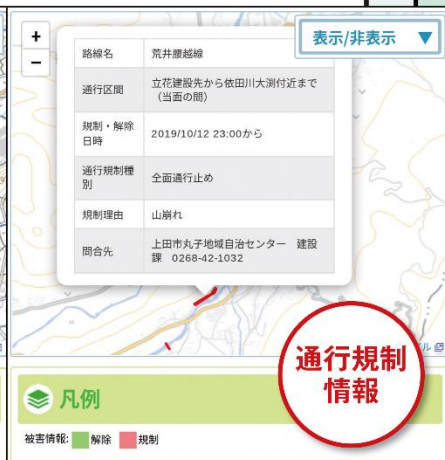 +
−
表示/非表示 ▼
路線名 荒井腰越線
通行区間 立花建設先から依田川大渕付近まで
（当面の間）
規制・解除
日時 2019/10/12 23:00から
通行規制種
別 全面通行止め
規制理由 山崩れ
問合先 上田市丸子地域自治センター 建設
課 0268-42-1032
通行規制
情報
凡例
被害情報: 解除 規制